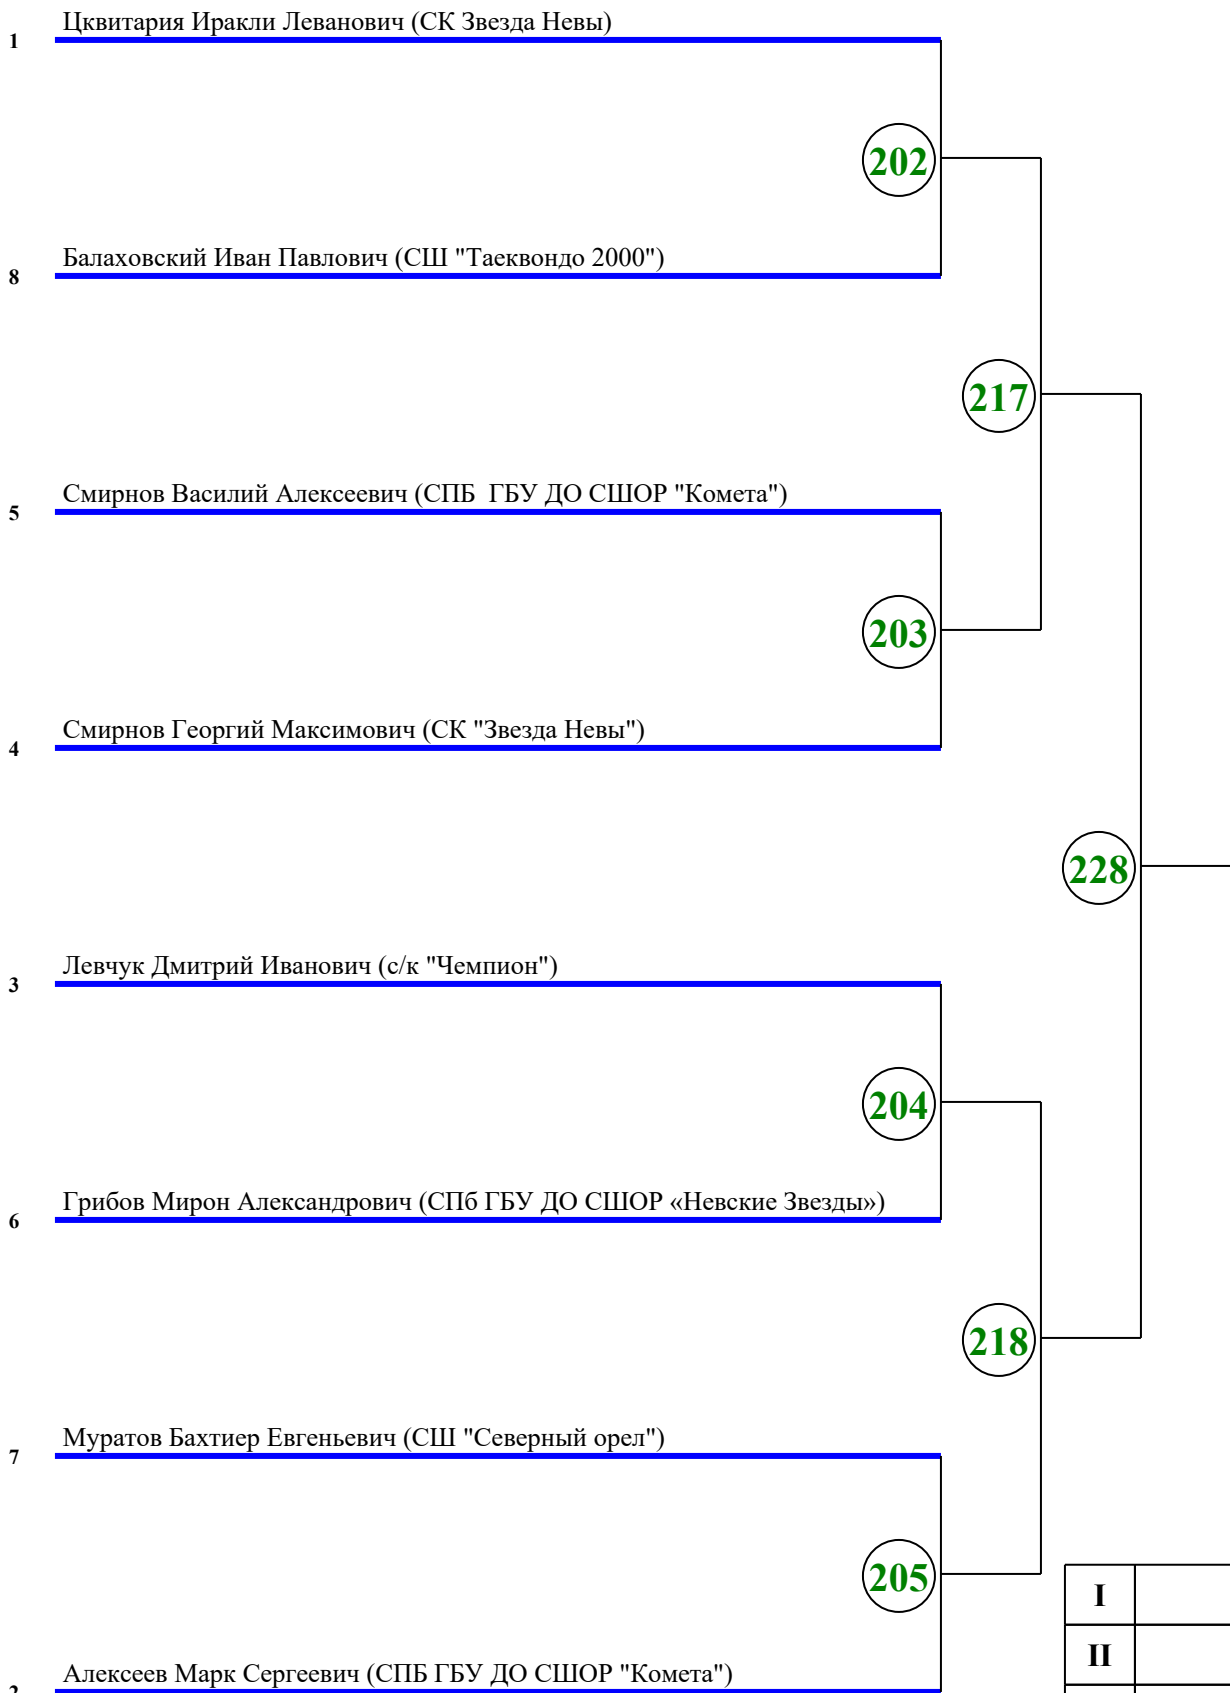 Цквитария Иракли Леванович (СК Звезда Невы)
1
202
Балаховский Иван Павлович (СШ "Таеквондо 2000")
8
217
Смирнов Василий Алексеевич (СПБ  ГБУ ДО СШОР "Комета")
5
203
Смирнов Георгий Максимович (СК "Звезда Невы")
4
228
Левчук Дмитрий Иванович (с/к "Чемпион")
3
204
Грибов Мирон Александрович (СПб ГБУ ДО СШОР «Невские Звезды»)
6
218
Муратов Бахтиер Евгеньевич (СШ "Северный орел")
7
205
I
II
Алексеев Марк Сергеевич (СПБ ГБУ ДО СШОР "Комета")
2